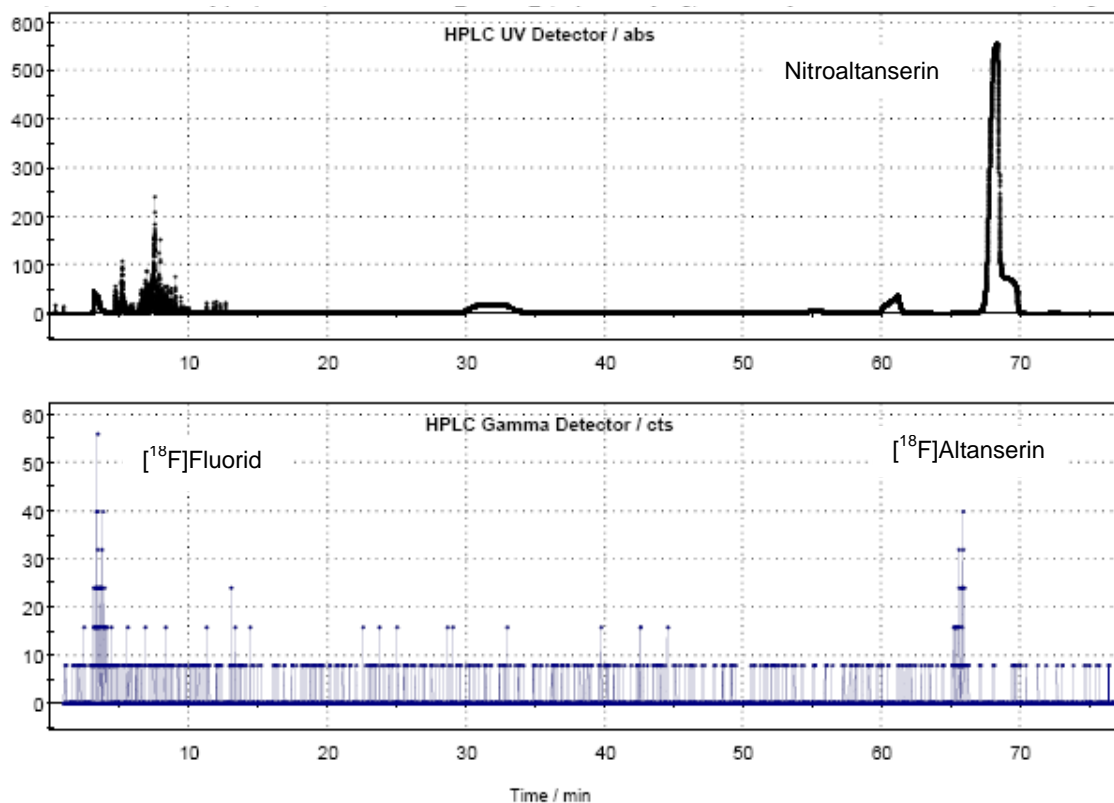 HPLC UV Detector / abs
Nitroaltanserin
600
500
400
300
200
100
0
10 20 30 40 50 60 70
HPLC Gamma Detector / cts
[18F]Fluorid
[18F]Altanserin
60
50
40
30
20
10
0
10 20 30 40 50 60 70
Time / min